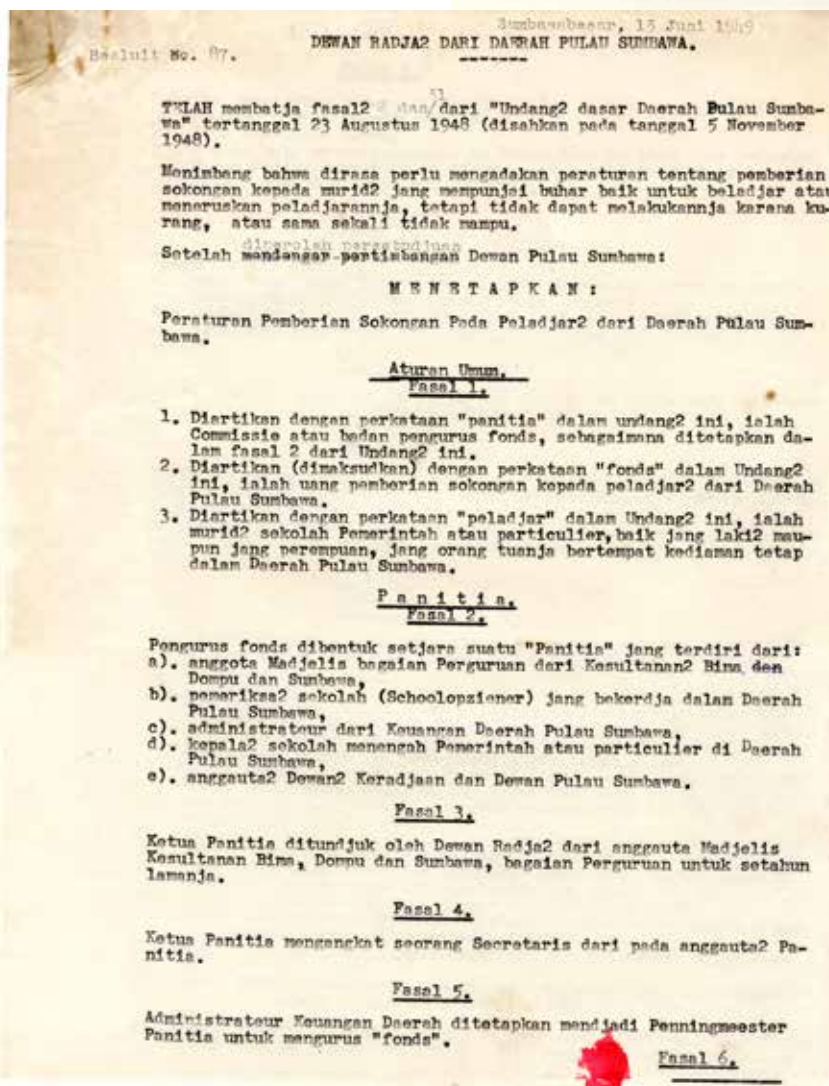 Sumbawabesar, 13 Juni 1949
DEWAN RADJA2 DARI DAERAH PULAU SUMBAWA.
Besluit No. 87.
TELAH membatja fasal2 2 dan/51 dari "Undang2 dasar Daerah Pulau Sumba-
wa" tertanggal 23 Augustus 1948 (disahkan pada tanggal 5 November
1948).
Menimbang bahwa dirasa perlu mengadakan peraturan tentang pemberian
sokongan kepada murid2 jang mempunjai buhar baik untuk beladjar atau
meneruskan peladjarannja, tetapi tidak dapat melakukannja karena ku-
rang, atau sama sekali tidak mampu.
diperoleh persetudjuan
Setelah mendengar pertimbangan Dewan Pulau Sumbawa:
M E N E T A P K A N :
Peraturan Pemberian Sokongan Pada Peladjar2 dari Daerah Pulau Sum-
bawa.
Aturan Umum.
Fasal 1.
1. Diartikan dengan perkataan "panitia" dalam undang2 ini, ialah
Commissie atau badan pengurus fonds, sebagaimana ditetapkan da-
lam fasal 2 dari Undang2 ini.
2. Diartikan (dimaksudkan) dengan perkataan "fonds" dalam Undang2
ini, ialah uang pemberian sokongan kepada peladjar2 dari Daerah
Pulau Sumbawa.
3. Diartikan dengan perkataan "peladjar" dalam Undang2 ini, ialah
murid2 sekolah Pemerintah atau particulier, baik jang laki2 mau-
pun jang perempuan, jang orang tuanja bertempat kediaman tetap
dalam Daerah Pulau Sumbawa.
P a n i t i a.
Fasal 2.
Pengurus fonds dibentuk setjara suatu "Panitia" jang terdiri dari:
a). anggota Madjelis bagaian Perguruan dari Kesultanan2 Bima den
Dompu dan Sumbawa,
b). pemeriksa2 sekolah (Schoolopziener) jang bekerdja dalam Daerah
Pulau Sumbawa,
c). administrateur dari Keuangan Daerah Pulau Sumbawa,
d). kepala2 sekolah menengah Pemerintah atau particulier di Daerah
Pulau Sumbawa,
e). anggauta2 Dewan2 Keradjaan dan Dewan Pulau Sumbawa.
Fasal 3.
Ketua Panitia ditundjuk oleh Dewan Radja2 dari anggauta Madjelis
Kesultanan Bima, Dompu dan Sumbawa, bagaian Perguruan untuk setahun
lamanja.
Fasal 4.
Ketua Panitia mengangkat seorang Secretaris dari pada anggauta2 Pa-
nitia.
Fasal 5.
Administrateur Keuangan Daerah ditetapkan mendjadi Penningmeester
Panitia untuk mengurus "fonds".
Fasal 6.